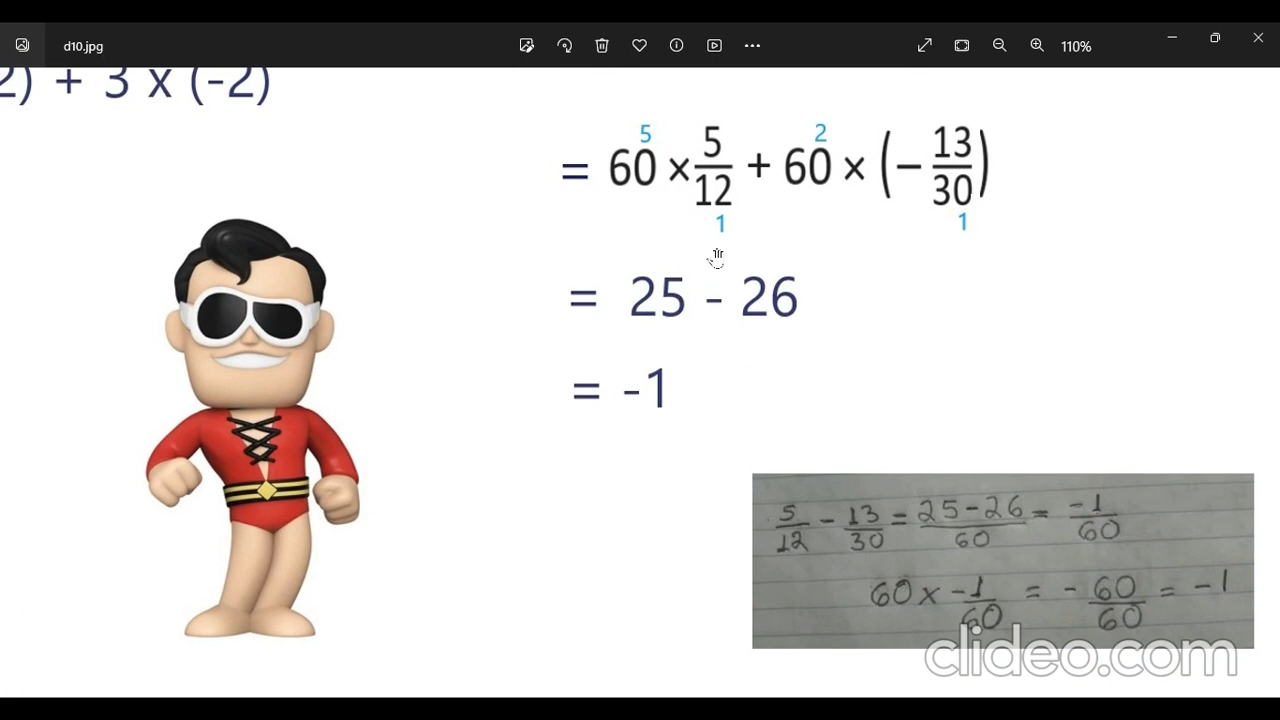 d10.jpg
110%
2) + 3 x (-2)
5 2
= 60 × 5/12 + 60 × (− 13/30)
1 1
= 25 - 26
= -1
5/12 - 13/30 = 25-26/60 = -1/60
60 x -1/60 = - 60/60 = -1
clideo.com